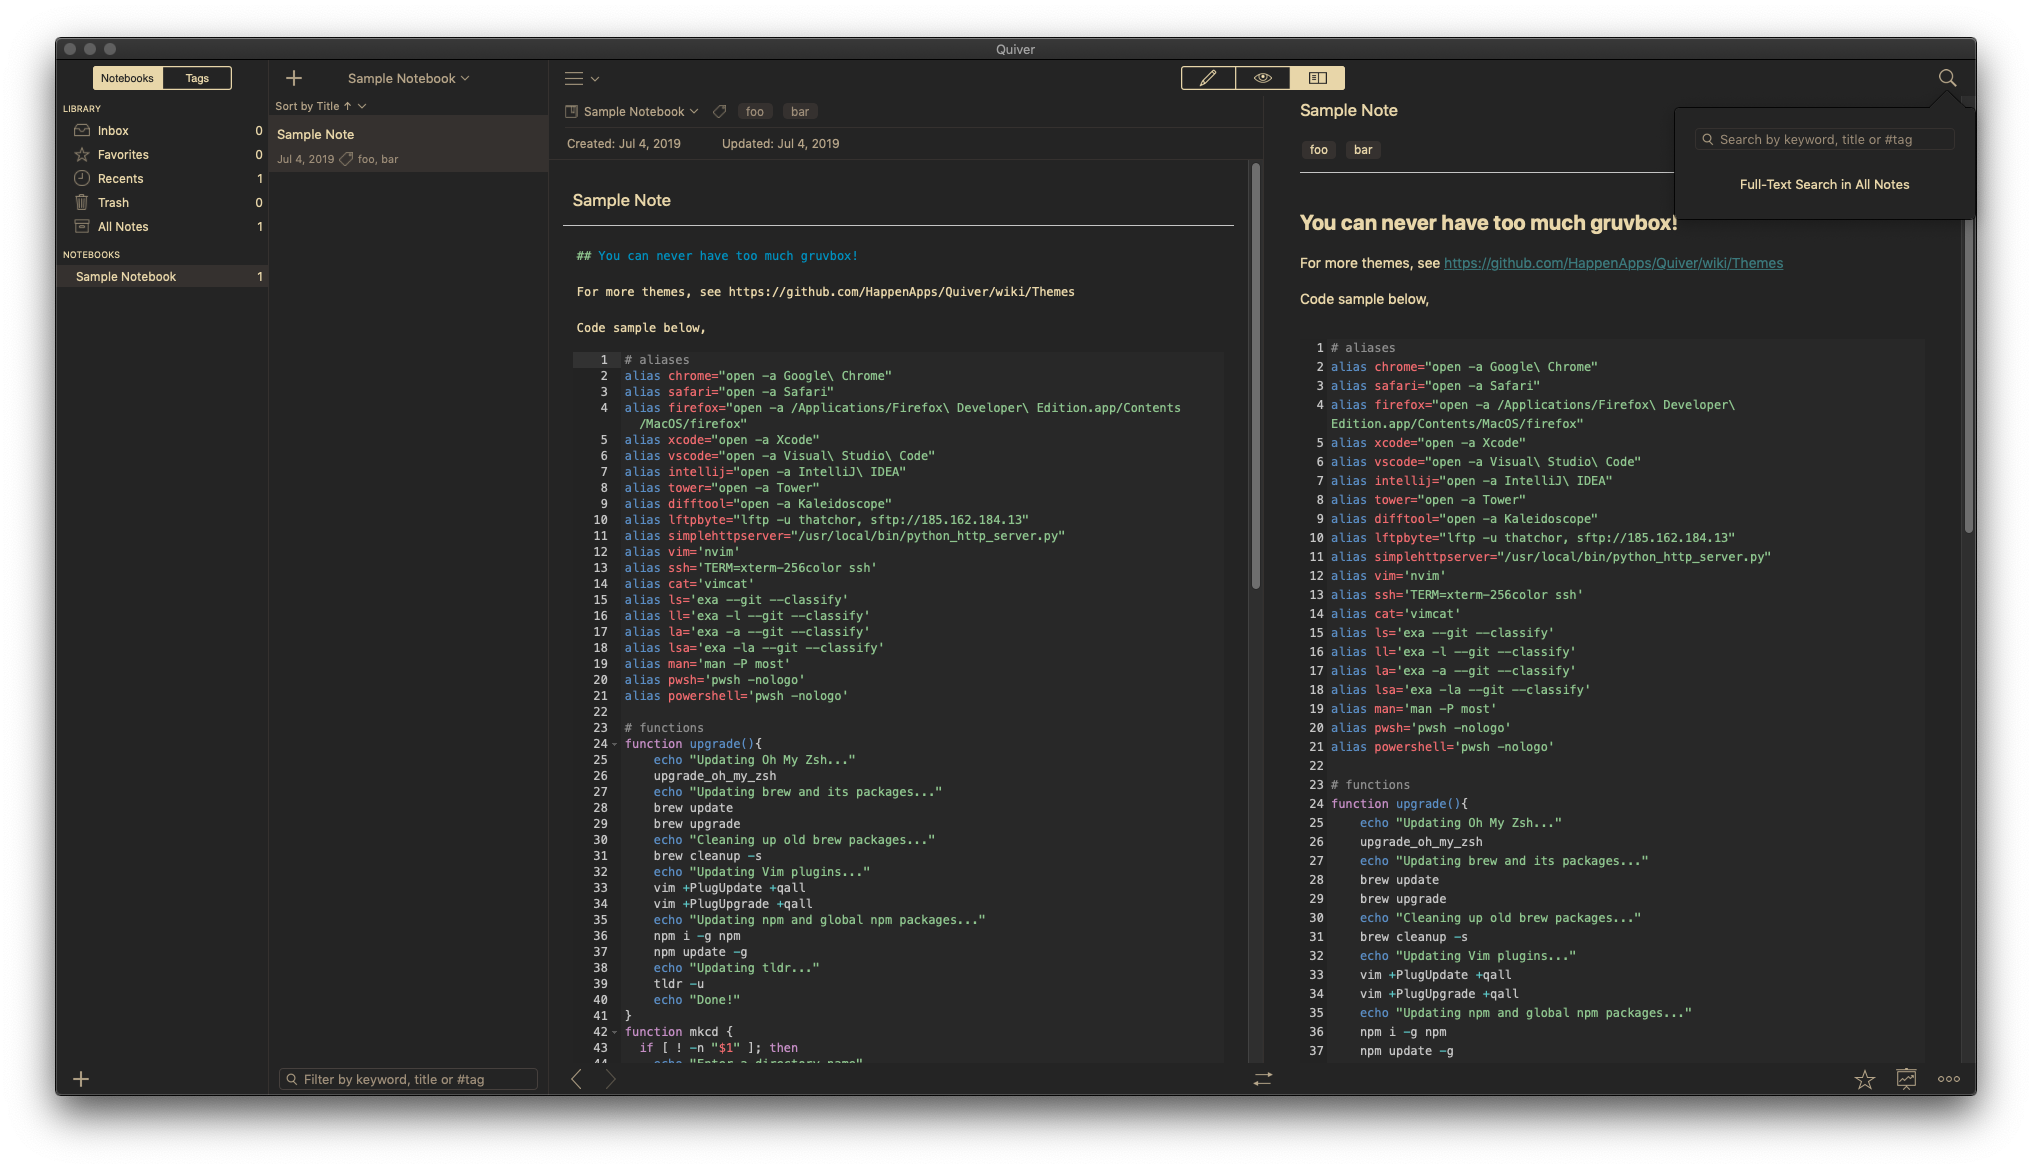 Quiver
Notebooks Tags
LIBRARY
Inbox 0
Favorites 0
Recents 1
Trash 0
All Notes 1
NOTEBOOKS
Sample Notebook 1
Sample Notebook
Sort by Title ↑
Sample Note
Jul 4, 2019 foo, bar
Filter by keyword, title or #tag
Sample Notebook foo bar
Created: Jul 4, 2019 Updated: Jul 4, 2019
Sample Note
## You can never have too much gruvbox!
For more themes, see https://github.com/HappenApps/Quiver/wiki/Themes
Code sample below,
1 # aliases
2 alias chrome="open -a Google\ Chrome"
3 alias safari="open -a Safari"
4 alias firefox="open -a /Applications/Firefox\ Developer\ Edition.app/Contents
/MacOS/firefox"
5 alias xcode="open -a Xcode"
6 alias vscode="open -a Visual\ Studio\ Code"
7 alias intellij="open -a IntelliJ\ IDEA"
8 alias tower="open -a Tower"
9 alias difftool="open -a Kaleidoscope"
10 alias lftpbyte="lftp -u thatchor, sftp://185.162.184.13"
11 alias simplehttpserver="/usr/local/bin/python_http_server.py"
12 alias vim='nvim'
13 alias ssh='TERM=xterm-256color ssh'
14 alias cat='vimcat'
15 alias ls='exa --git --classify'
16 alias ll='exa -l --git --classify'
17 alias la='exa -a --git --classify'
18 alias lsa='exa -la --git --classify'
19 alias man='man -P most'
20 alias pwsh='pwsh -nologo'
21 alias powershell='pwsh -nologo'
22
23 # functions
24 function upgrade(){
25 echo "Updating Oh My Zsh..."
26 upgrade_oh_my_zsh
27 echo "Updating brew and its packages..."
28 brew update
29 brew upgrade
30 echo "Cleaning up old brew packages..."
31 brew cleanup -s
32 echo "Updating Vim plugins..."
33 vim +PlugUpdate +qall
34 vim +PlugUpgrade +qall
35 echo "Updating npm and global npm packages..."
36 npm i -g npm
37 npm update -g
38 echo "Updating tldr..."
39 tldr -u
40 echo "Done!"
41 }
42 function mkcd {
43 if [ ! -n "$1" ]; then
44 echo "Enter a directory name"
Sample Note
foo bar
Search by keyword, title or #tag
Full-Text Search in All Notes
You can never have too much gruvbox!
For more themes, see https://github.com/HappenApps/Quiver/wiki/Themes
Code sample below,
1 # aliases
2 alias chrome="open -a Google\ Chrome"
3 alias safari="open -a Safari"
4 alias firefox="open -a /Applications/Firefox\ Developer\
Edition.app/Contents/MacOS/firefox"
5 alias xcode="open -a Xcode"
6 alias vscode="open -a Visual\ Studio\ Code"
7 alias intellij="open -a IntelliJ\ IDEA"
8 alias tower="open -a Tower"
9 alias difftool="open -a Kaleidoscope"
10 alias lftpbyte="lftp -u thatchor, sftp://185.162.184.13"
11 alias simplehttpserver="/usr/local/bin/python_http_server.py"
12 alias vim='nvim'
13 alias ssh='TERM=xterm-256color ssh'
14 alias cat='vimcat'
15 alias ls='exa --git --classify'
16 alias ll='exa -l --git --classify'
17 alias la='exa -a --git --classify'
18 alias lsa='exa -la --git --classify'
19 alias man='man -P most'
20 alias pwsh='pwsh -nologo'
21 alias powershell='pwsh -nologo'
22
23 # functions
24 function upgrade(){
25 echo "Updating Oh My Zsh..."
26 upgrade_oh_my_zsh
27 echo "Updating brew and its packages..."
28 brew update
29 brew upgrade
30 echo "Cleaning up old brew packages..."
31 brew cleanup -s
32 echo "Updating Vim plugins..."
33 vim +PlugUpdate +qall
34 vim +PlugUpgrade +qall
35 echo "Updating npm and global npm packages..."
36 npm i -g npm
37 npm update -g